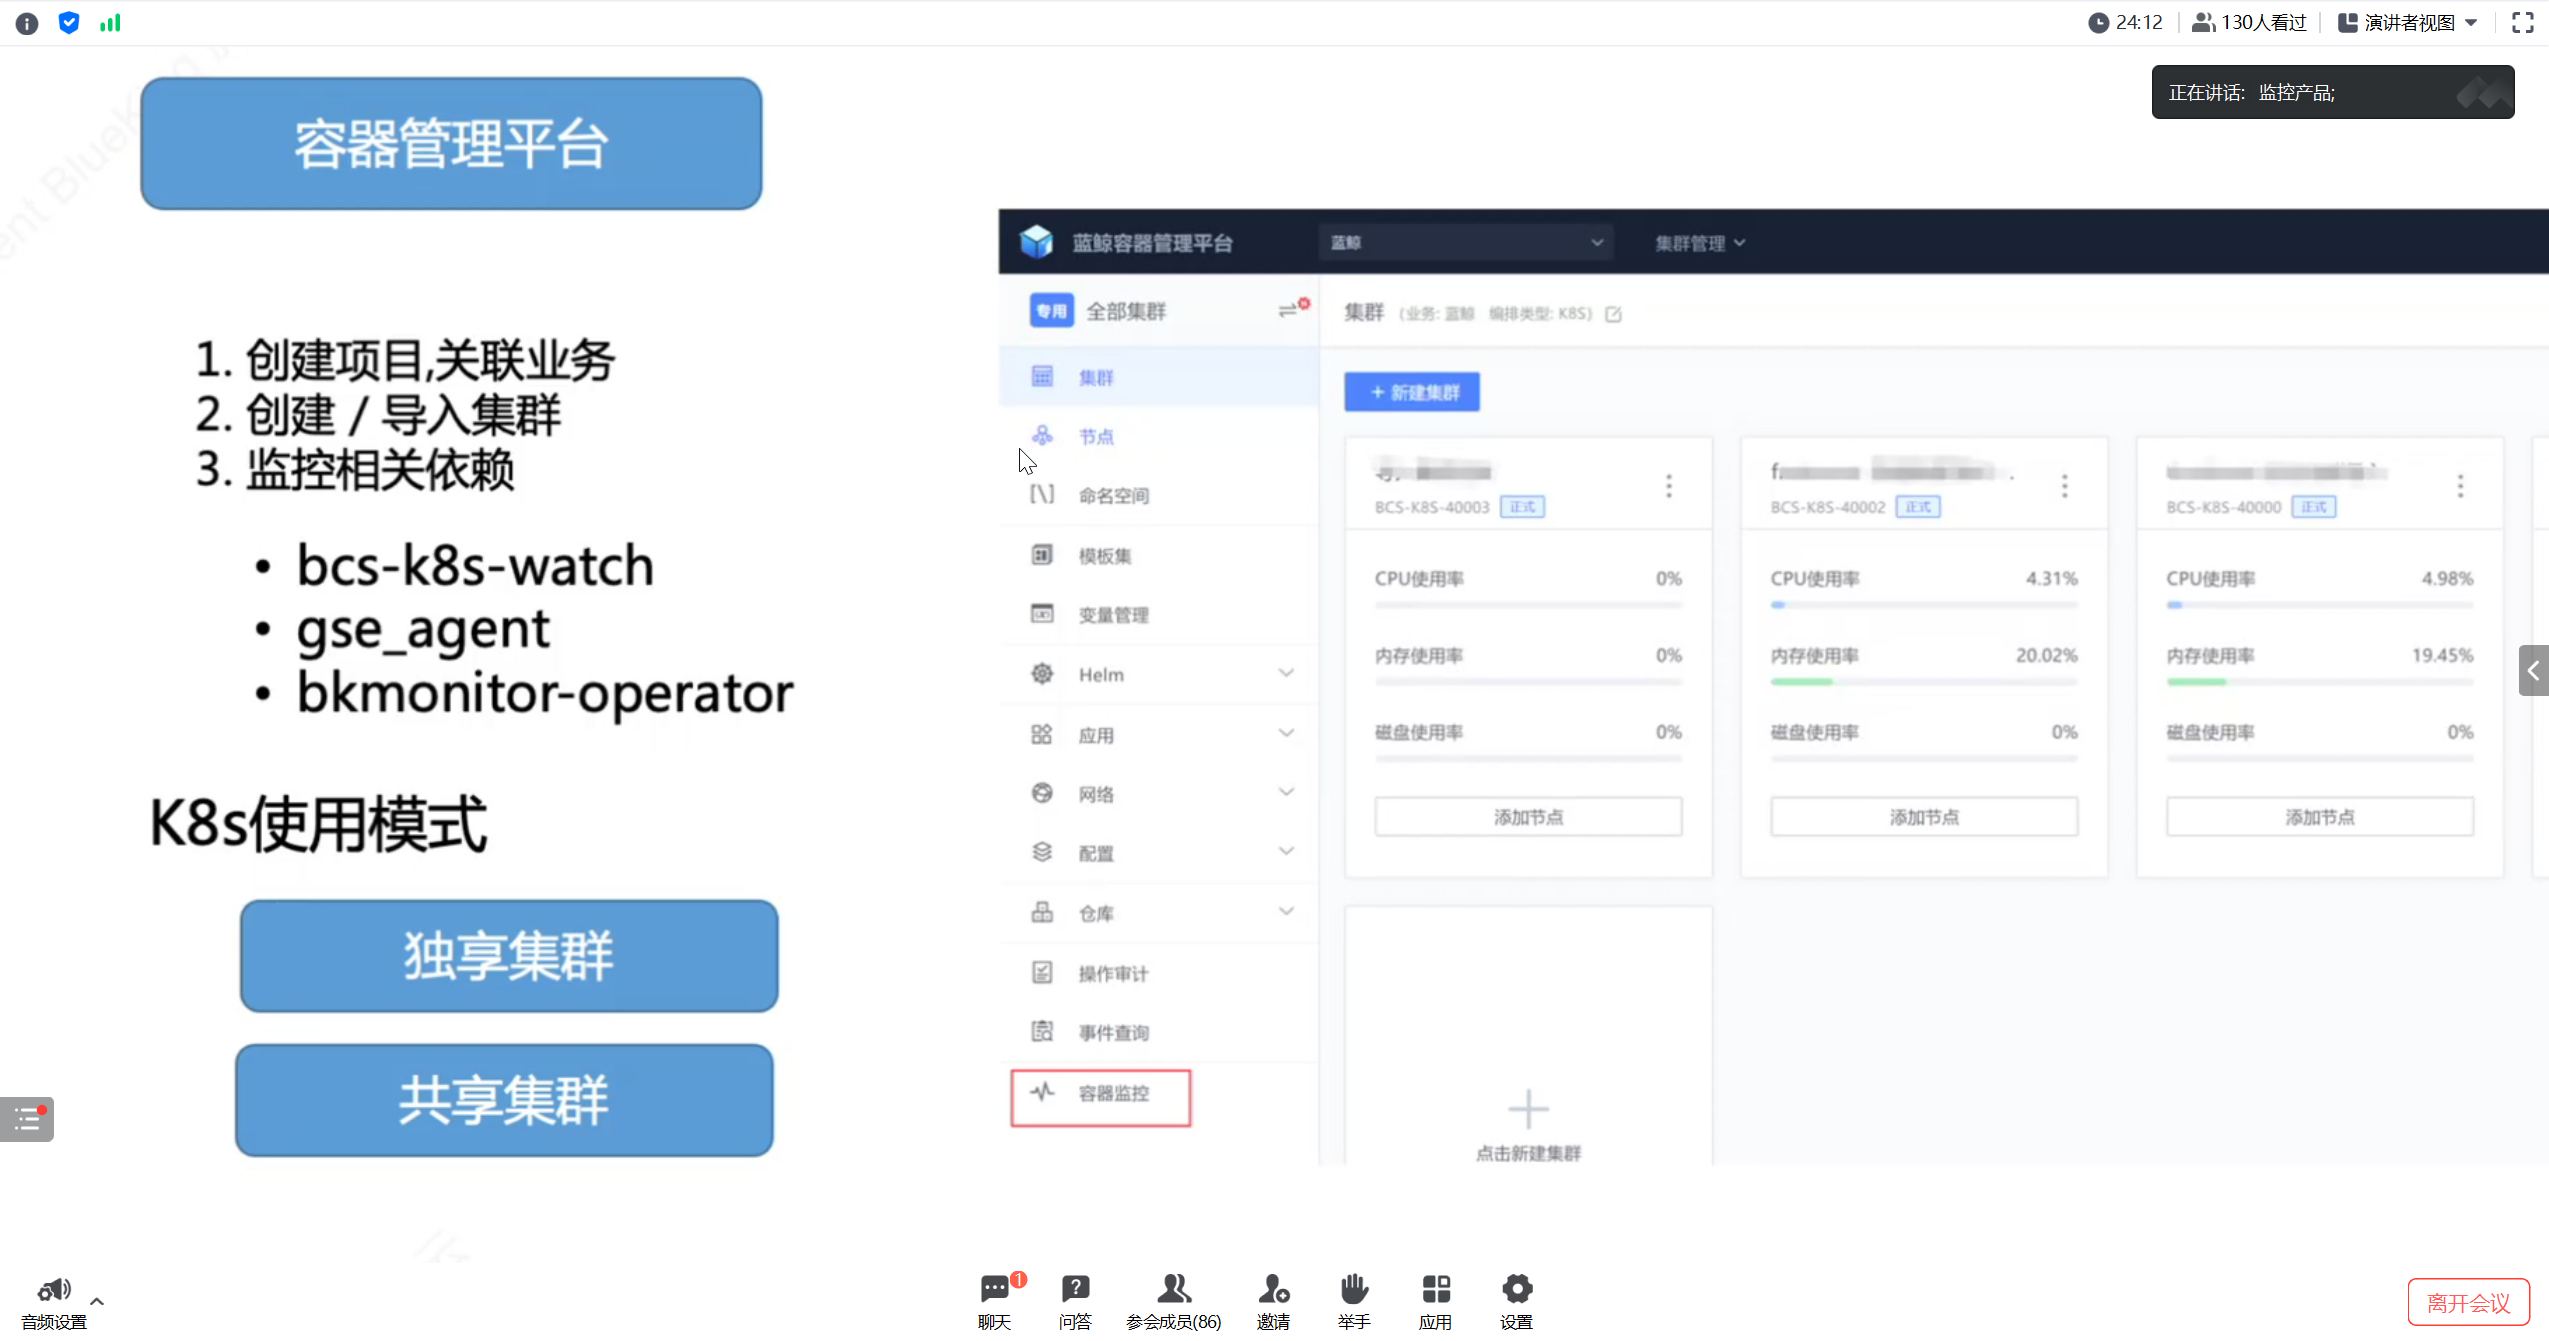 24:12
130人看过
演讲者视图
正在讲话: 监控产品;
容器管理平台
1. 创建项目,关联业务
2. 创建 / 导入集群
3. 监控相关依赖
• bcs-k8s-watch
• gse_agent
• bkmonitor-operator
K8s使用模式
独享集群
共享集群
蓝鲸容器管理平台
蓝鲸
集群管理
专用 全部集群
集群
节点
命名空间
模板集
变量管理
Helm
应用
网络
配置
仓库
操作审计
事件查询
容器监控
集群 (业务: 蓝鲸 编排类型: K8S)
+ 新建集群
BCS-K8S-40003 正式
CPU使用率 0%
内存使用率 0%
磁盘使用率 0%
添加节点
BCS-K8S-40002 正式
CPU使用率 4.31%
内存使用率 20.02%
磁盘使用率 0%
添加节点
BCS-K8S-40000 正式
CPU使用率 4.98%
内存使用率 19.45%
磁盘使用率 0%
添加节点
点击新建集群
音频设置
聊天
1
问答
参会成员(86)
邀请
举手
应用
设置
离开会议